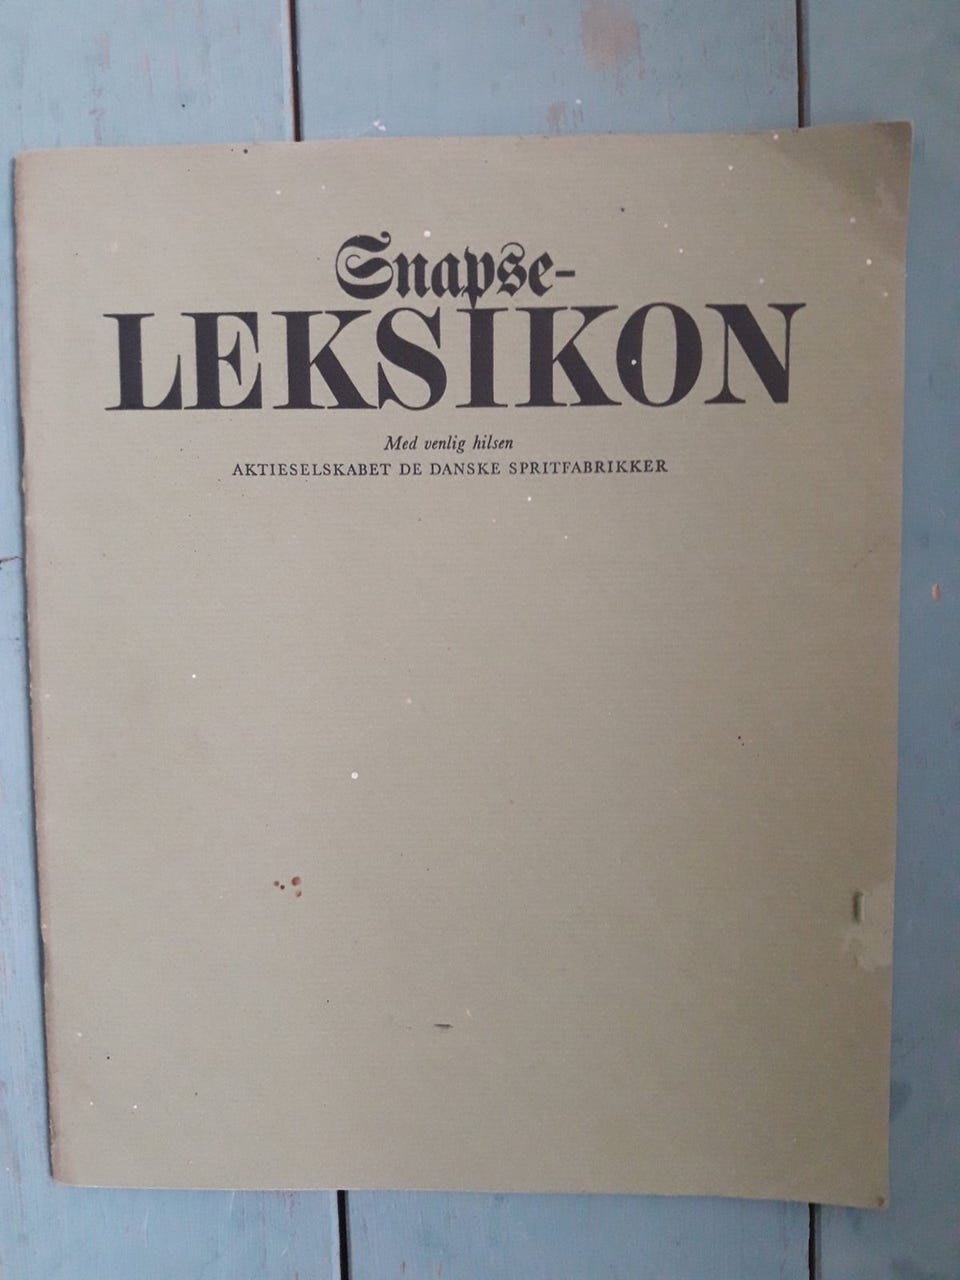 Snapse-
LEKSIKON
Med venlig hilsen
AKTIESELSKABET DE DANSKE SPRITFABRIKKER